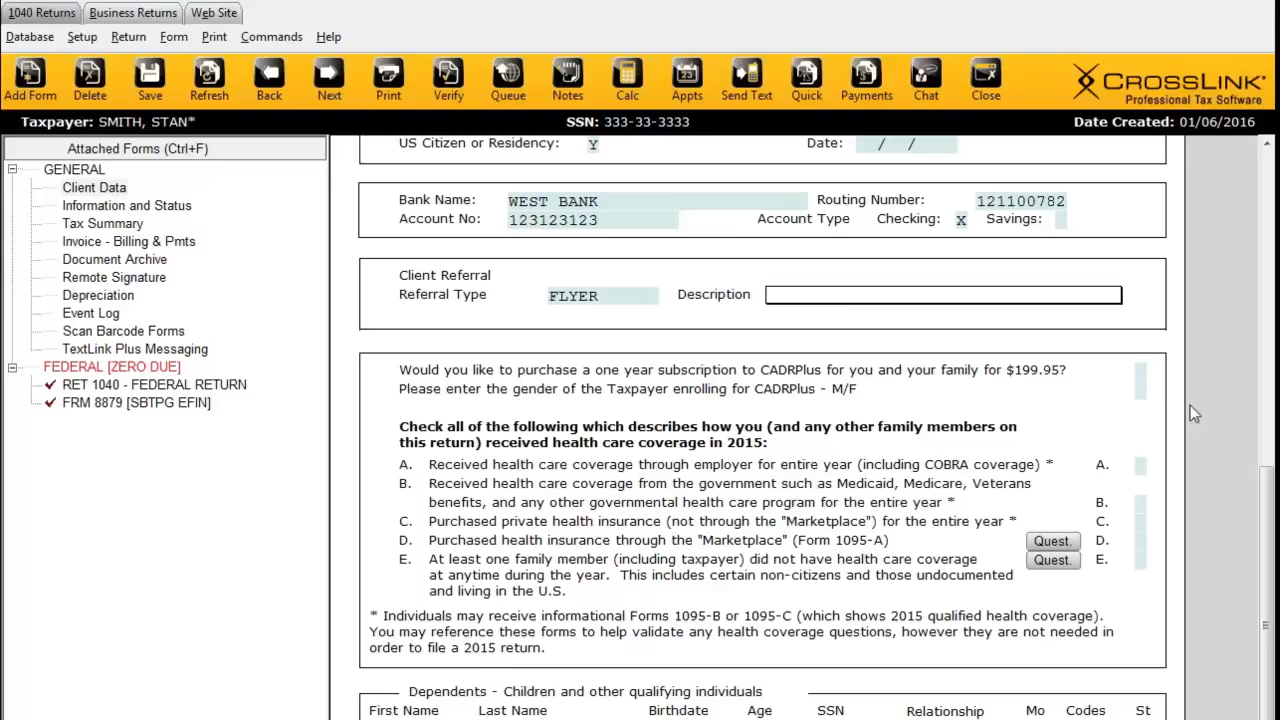 1040 Returns Business Returns Web Site
Database Setup Return Form Print Commands Help
Add Form Delete Save Refresh Back Next Print Verify Queue Notes Calc Appts Send Text Quick Payments Chat Close
CROSSLINK
Professional Tax Software
Taxpayer: SMITH, STAN* SSN: 333-33-3333 Date Created: 01/06/2016
Attached Forms (Ctrl+F)
GENERAL
Client Data
Information and Status
Tax Summary
Invoice - Billing & Pmts
Document Archive
Remote Signature
Depreciation
Event Log
Scan Barcode Forms
TextLink Plus Messaging
FEDERAL [ZERO DUE]
RET 1040 - FEDERAL RETURN
FRM 8879 [SBTPG EFIN]
US Citizen or Residency: Y Date: / /
Bank Name: WEST BANK Routing Number: 121100782
Account No: 123123123 Account Type Checking: X Savings:
Client Referral
Referral Type FLYER Description
Would you like to purchase a one year subscription to CADRPlus for you and your family for $199.95?
Please enter the gender of the Taxpayer enrolling for CADRPlus - M/F
Check all of the following which describes how you (and any other family members on
this return) received health care coverage in 2015:
A. Received health care coverage through employer for entire year (including COBRA coverage) * A.
B. Received health care coverage from the government such as Medicaid, Medicare, Veterans
benefits, and any other governmental health care program for the entire year * B.
C. Purchased private health insurance (not through the "Marketplace") for the entire year * C.
D. Purchased health insurance through the "Marketplace" (Form 1095-A) Quest. D.
E. At least one family member (including taxpayer) did not have health care coverage Quest. E.
at anytime during the year. This includes certain non-citizens and those undocumented
and living in the U.S.
* Individuals may receive informational Forms 1095-B or 1095-C (which shows 2015 qualified health coverage).
You may reference these forms to help validate any health coverage questions, however they are not needed in
order to file a 2015 return.
Dependents - Children and other qualifying individuals
First Name Last Name Birthdate Age SSN Relationship Mo Codes St